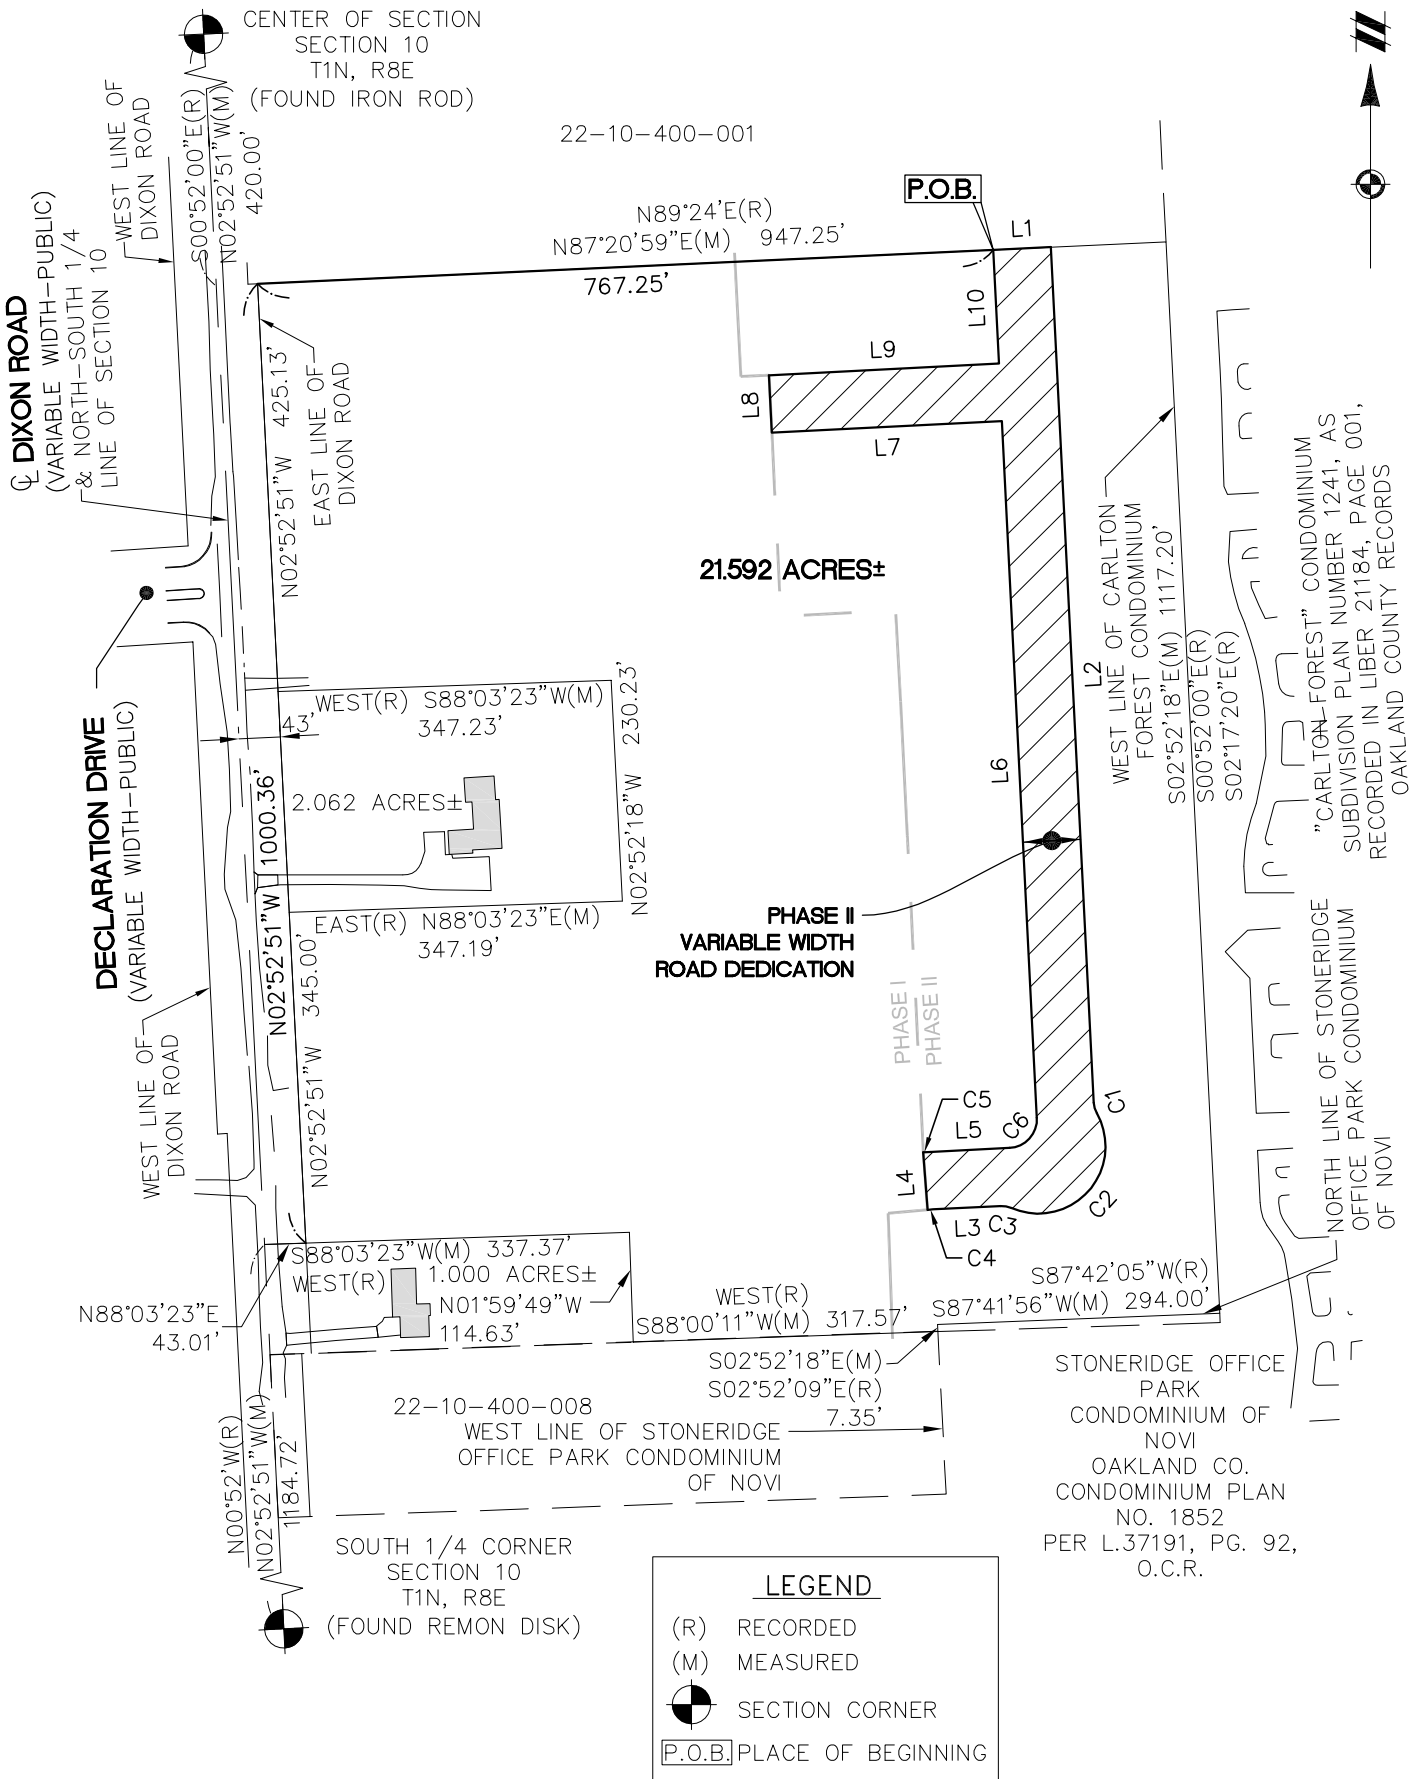 CENTER OF SECTION
SECTION 10
T1N, R8E
(FOUND IRON ROD)
N
22-10-400-001
P.O.B.
L1
N89°24'E(R)
N87°20'59"E(M) 947.25'
767.25'
WEST LINE OF
DIXON ROAD
S00°52'00"E(R)
N02°52'51"W(M)
420.00'
℄ DIXON ROAD
(VARIABLE WIDTH-PUBLIC)
& NORTH-SOUTH 1/4
LINE OF SECTION 10
N02°52'51"W 425.13'
EAST LINE OF
DIXON ROAD
L10
L9
L8
L7
21.592 ACRES±
L2
L6
WEST LINE OF CARLTON
FOREST CONDOMINIUM
S02°52'18"E(M) 1117.20'
S00°52'00"E(R)
S02°17'20"E(R)
"CARLTON FOREST" CONDOMINIUM
SUBDIVISION PLAN NUMBER 1241, AS
RECORDED IN LIBER 21184, PAGE 001,
OAKLAND COUNTY RECORDS
DECLARATION DRIVE
(VARIABLE WIDTH-PUBLIC)
43'
WEST(R) S88°03'23"W(M)
347.23'
N02°52'18"W 230.23'
2.062 ACRES±
N02°52'51"W 1000.36'
EAST(R) N88°03'23"E(M)
347.19'
N02°52'51"W 345.00'
PHASE II
VARIABLE WIDTH
ROAD DEDICATION
PHASE I
PHASE II
WEST LINE OF
DIXON ROAD
C5
L5
C6
C1
L4
L3
C3
C2
C4
NORTH LINE OF STONERIDGE
OFFICE PARK CONDOMINIUM
OF NOVI
S88°03'23"W(M) 337.37'
WEST(R)
1.000 ACRES±
N01°59'49"W
114.63'
N88°03'23"E
43.01'
WEST(R)
S88°00'11"W(M) 317.57'
S87°42'05"W(R)
S87°41'56"W(M) 294.00'
S02°52'18"E(M)
S02°52'09"E(R)
7.35'
22-10-400-008
WEST LINE OF STONERIDGE
OFFICE PARK CONDOMINIUM
OF NOVI
STONERIDGE OFFICE
PARK
CONDOMINIUM OF
NOVI
OAKLAND CO.
CONDOMINIUM PLAN
NO. 1852
PER L.37191, PG. 92,
O.C.R.
N00°52'W(R)
N02°52'51"W(M)
1184.72'
SOUTH 1/4 CORNER
SECTION 10
T1N, R8E
(FOUND REMON DISK)
LEGEND
(R) RECORDED
(M) MEASURED
SECTION CORNER
P.O.B. PLACE OF BEGINNING